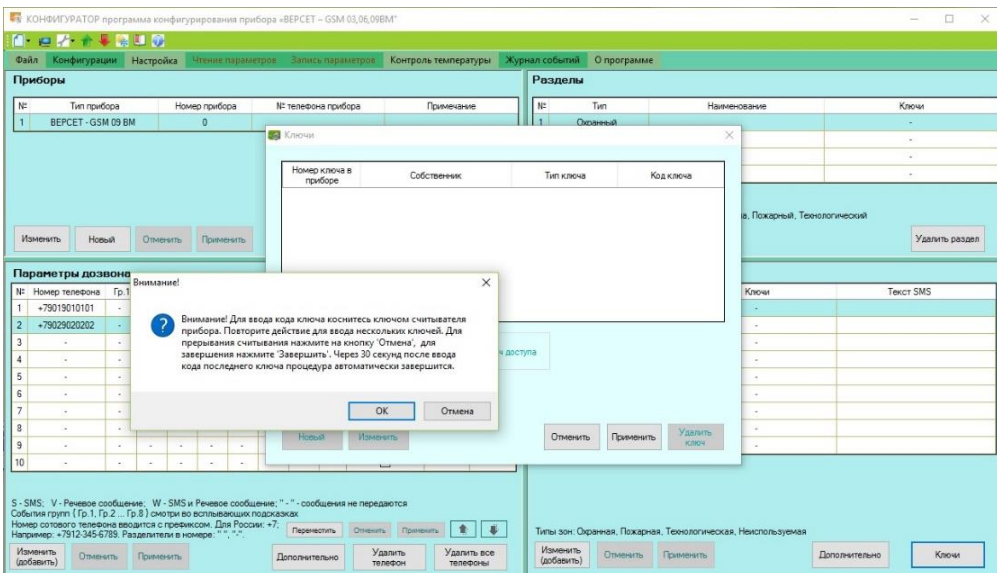 КОНФИГУРАТОР программа конфигурирования прибора «ВЕРСЕТ – GSM 03,06,09ВМ"
Файл Конфигурации Настройка Чтение параметров Запись параметров Контроль температуры Журнал событий О программе
Приборы
№ Тип прибора Номер прибора № телефона прибора Примечание
1 ВЕРСЕТ - GSM 09 ВМ 0
Изменить Новый Отменить Применить
Разделы
№ Тип Наименование Ключи
1 Охранный -
-
-
-
Пожарный, Технологический
Удалить раздел
Ключи
Номер ключа в приборе Собственник Тип ключа Код ключа
доступа
Новый Изменить Отменить Применить Удалить ключ
Внимание!
Внимание! Для ввода кода ключа коснитесь ключом считывателя
прибора. Повторите действие для ввода нескольких ключей. Для
прерывания считывания нажмите на кнопку 'Отмена', для
завершения нажмите 'Завершить'. Через 30 секунд после ввода
кода последнего ключа процедура автоматически завершится.
OK Отмена
Параметры дозвона
№ Номер телефона Гр.1
1 +79019010101 -
2 +79029020202 -
3 - -
4 - -
5 - -
6 - -
7 - -
8 - -
9 - - - - - -
10 - - - - - -
S - SMS; V - Речевое сообщение; W - SMS и Речевое сообщение; " - " - сообщения не передаются
События групп ( Гр.1, Гр.2 ... Гр.8 ) смотри во всплывающих подсказках
Номер сотового телефона вводится с префиксом. Для России: +7;
Например: +7912-345-6789. Разделители в номере: " ", "-".
Переместить Отменить Применить
Изменить (добавить) Отменить Применить Дополнительно Удалить телефон Удалить все телефоны
Ключи Текст SMS
-
-
-
-
-
-
-
-
Типы зон: Охранная, Пожарная, Технологическая, Неиспользуемая
Изменить (добавить) Отменить Применить Дополнительно Ключи